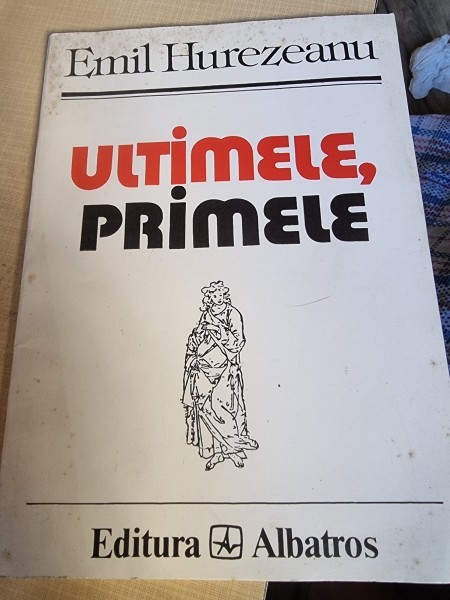 Emil Hurezeanu
ULTIMELE,
PRIMELE
Editura Albatros